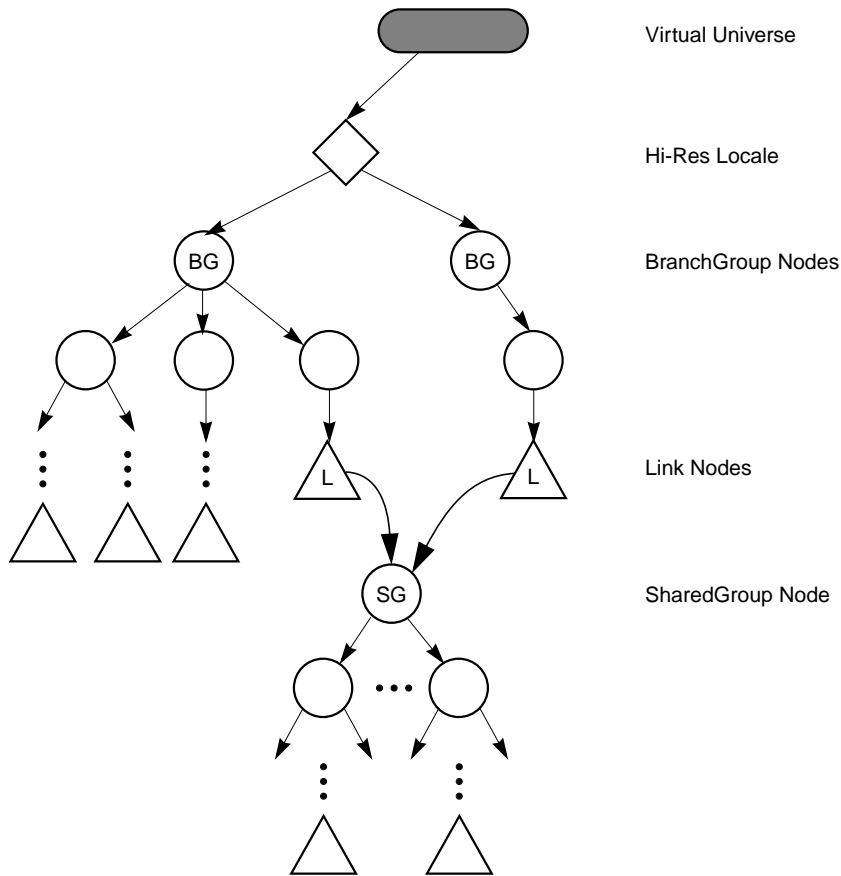 Virtual Universe
Hi-Res Locale
BG
BG
BranchGroup Nodes
L
L
Link Nodes
SG
SharedGroup Node